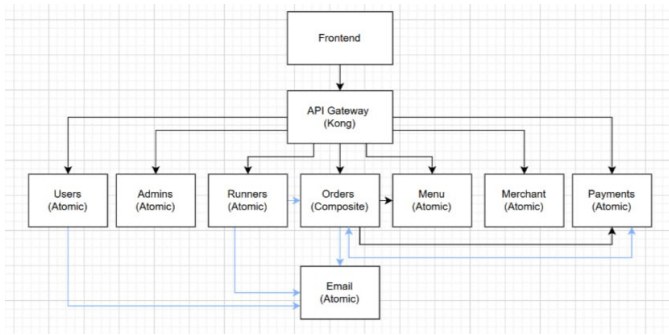 Frontend
API Gateway
(Kong)
Users
(Atomic)
Admins
(Atomic)
Runners
(Atomic)
Orders
(Composite)
Menu
(Atomic)
Merchant
(Atomic)
Payments
(Atomic)
Email
(Atomic)